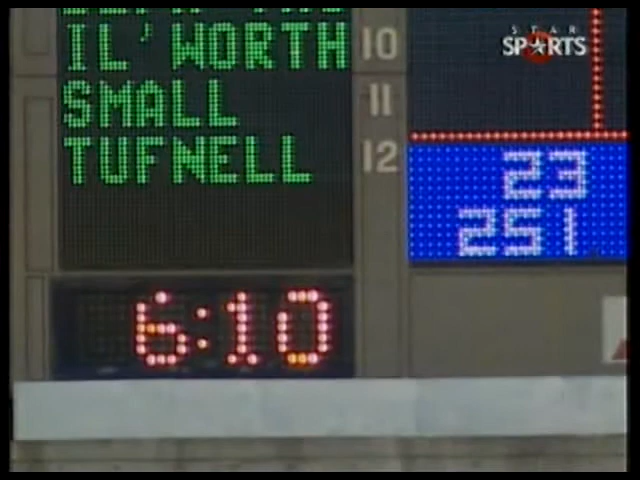 IL'WORTH 10
STAR
SPORTS
SMALL 11
TUFNELL 12
23
251
6:10